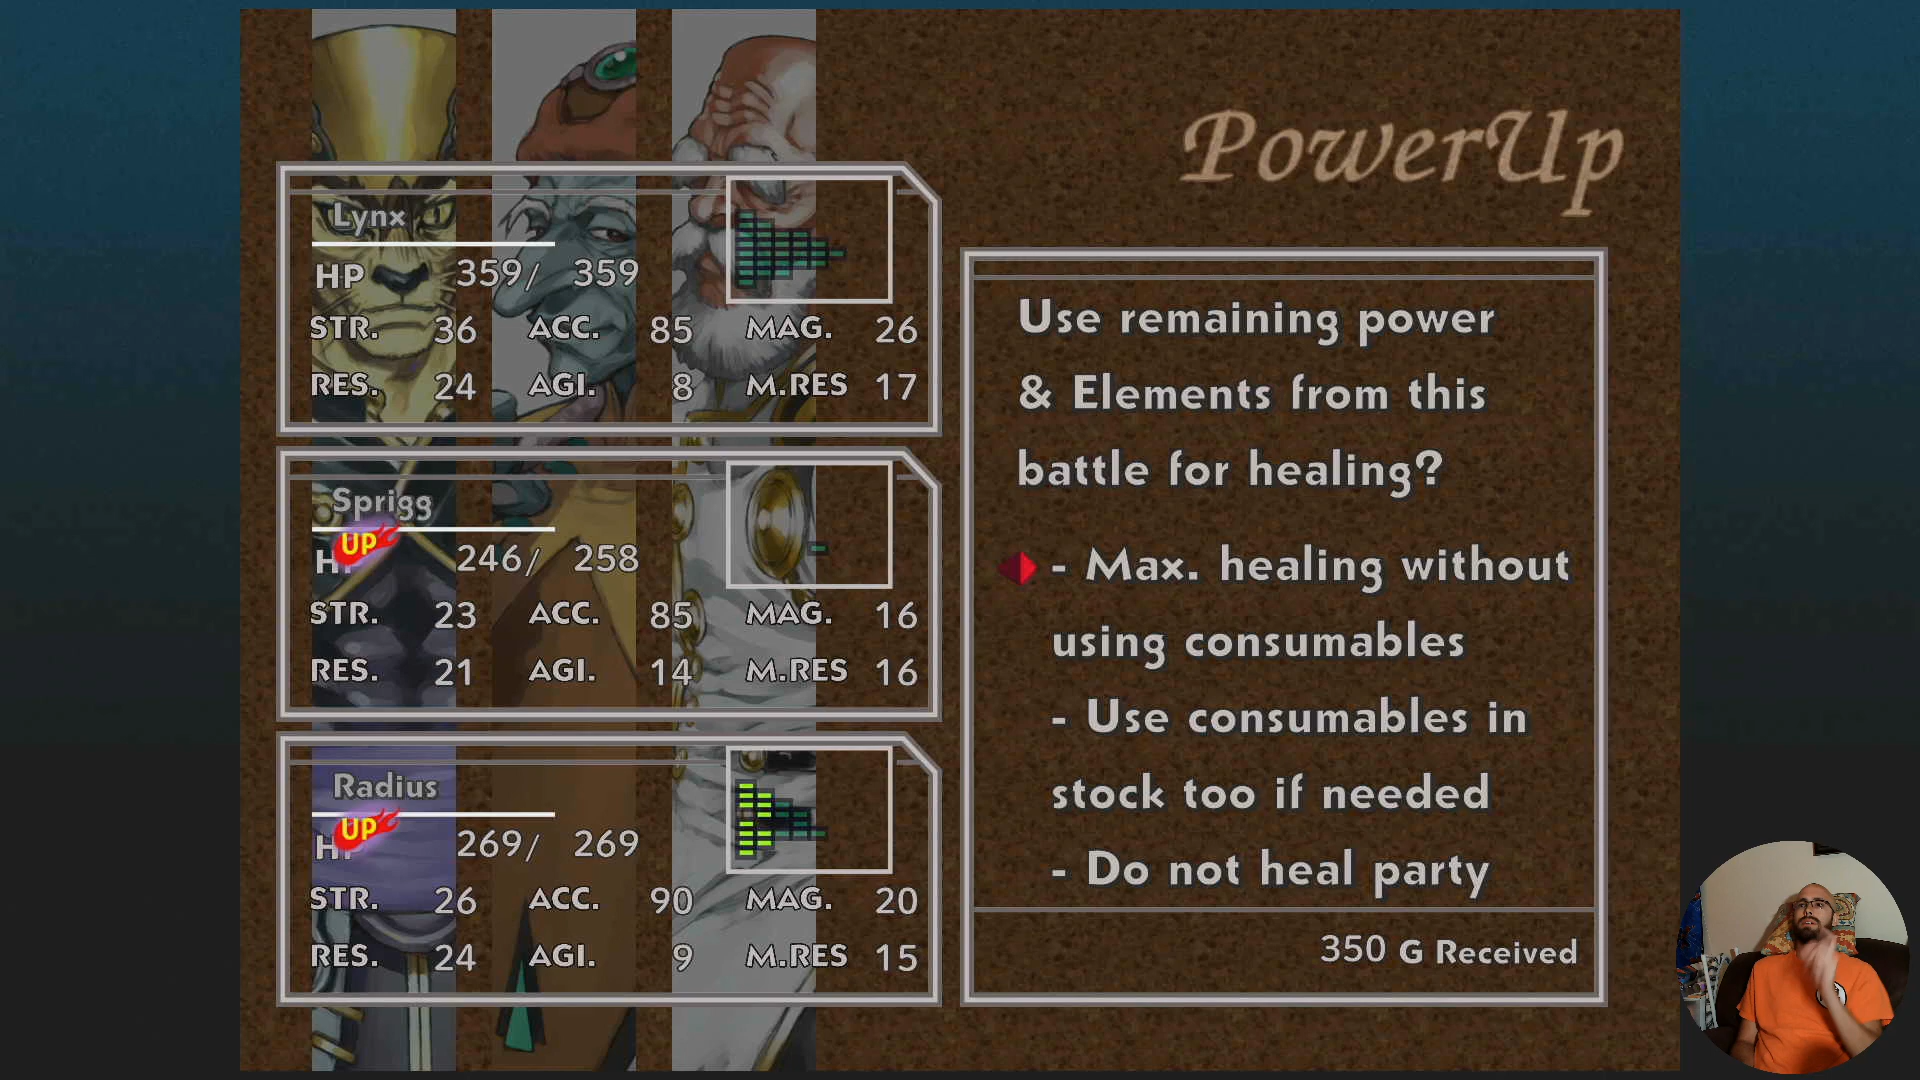 PowerUp
Lynx
HP 359/ 359
STR. 36 ACC. 85 MAG. 26
RES. 24 AGI. 8 M.RES 17
Sprigg
UP
HP 246/ 258
STR. 23 ACC. 85 MAG. 16
RES. 21 AGI. 14 M.RES 16
Radius
UP
HP 269/ 269
STR. 26 ACC. 90 MAG. 20
RES. 24 AGI. 9 M.RES 15
Use remaining power
& Elements from this
battle for healing?
- Max. healing without
using consumables
- Use consumables in
stock too if needed
- Do not heal party
350 G Received